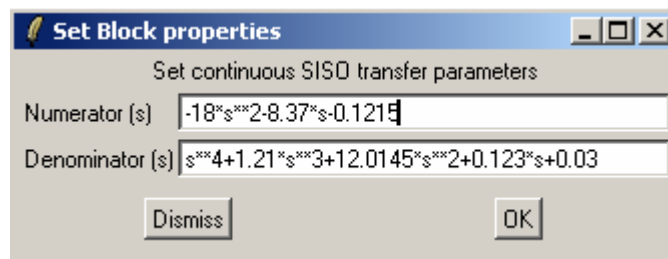 Set Block properties
Set continuous SISO transfer parameters
Numerator (s) -18*s**2-8.37*s-0.1215
Denominator (s) s**4+1.21*s**3+12.0145*s**2+0.123*s+0.03
Dismiss OK